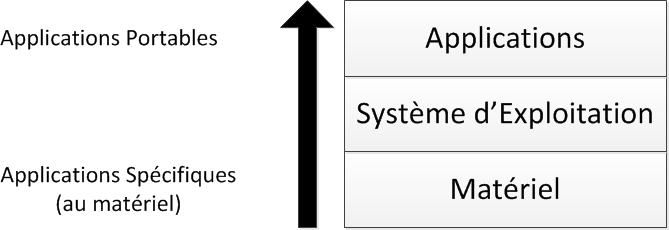 Applications Portables
Applications
Système d’Exploitation
Applications Spécifiques
(au matériel)
Matériel